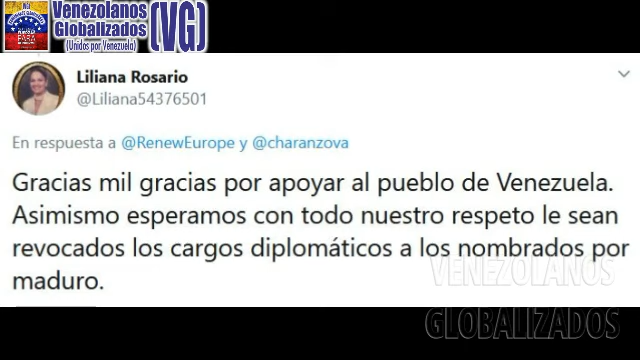 Venezolanos
Globalizados
(Unidos por Venezuela)
(VG)
Liliana Rosario
@Liliana54376501
En respuesta a @RenewEurope y @charanzova
Gracias mil gracias por apoyar al pueblo de Venezuela.
Asimismo esperamos con todo nuestro respeto le sean
revocados los cargos diplomáticos a los nombrados por
maduro.
VENEZOLANOS
GLOBALIZADOS